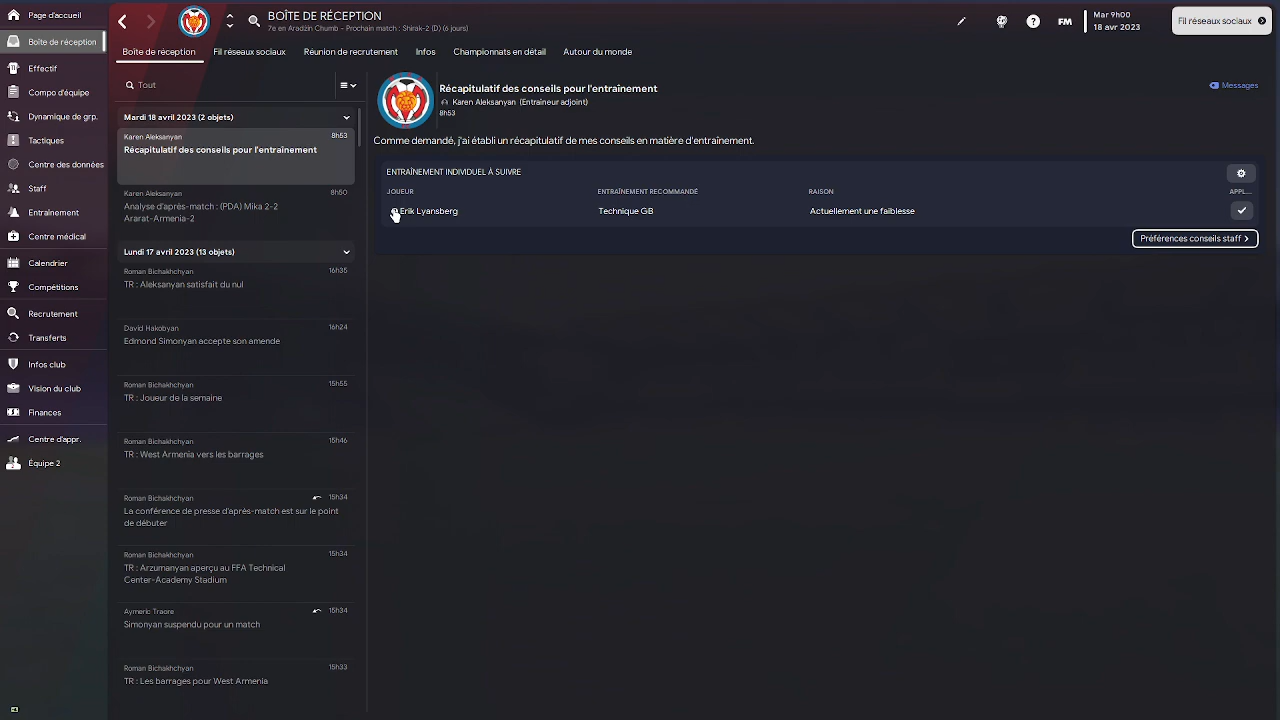 Page d'accueil
Boîte de réception
Effectif
Compo d'équipe
Dynamique de grp.
Tactiques
Centre des données
Staff
Entraînement
Centre médical
Calendrier
Compétitions
Recrutement
Transferts
Infos club
Vision du club
Finances
Centre d'appr.
Équipe 2
BOÎTE DE RÉCEPTION
7e en Aradzin Chumb - Prochain match : Shirak-2 (D) (6 jours)
FM
Mar 9h00
18 avr 2023
Fil réseaux sociaux
Boîte de réception
Fil réseaux sociaux
Réunion de recrutement
Infos
Championnats en détail
Autour du monde
Tout
Mardi 18 avril 2023 (2 objets)
Karen Aleksanyan 8h53
Récapitulatif des conseils pour l'entraînement
Karen Aleksanyan 8h50
Analyse d'après-match : (PDA) Mika 2-2
Ararat-Armenia-2
Lundi 17 avril 2023 (13 objets)
Roman Bichakhchyan 16h35
TR : Aleksanyan satisfait du nul
David Hakobyan 16h24
Edmond Simonyan accepte son amende
Roman Bichakhchyan 15h55
TR : Joueur de la semaine
Roman Bichakhchyan 15h46
TR : West Armenia vers les barrages
Roman Bichakhchyan 15h34
La conférence de presse d'après-match est sur le point
de débuter
Roman Bichakhchyan 15h34
TR : Arzumanyan aperçu au FFA Technical
Center-Academy Stadium
Aymeric Traore 15h34
Simonyan suspendu pour un match
Roman Bichakhchyan 15h33
TR : Les barrages pour West Armenia
Récapitulatif des conseils pour l'entraînement
Karen Aleksanyan (Entraîneur adjoint)
8h53
Messages
Comme demandé, j'ai établi un récapitulatif de mes conseils en matière d'entraînement.
ENTRAÎNEMENT INDIVIDUEL À SUIVRE
JOUEUR ENTRAÎNEMENT RECOMMANDÉ RAISON APPL...
Erik Lyansberg Technique GB Actuellement une faiblesse
Préférences conseils staff